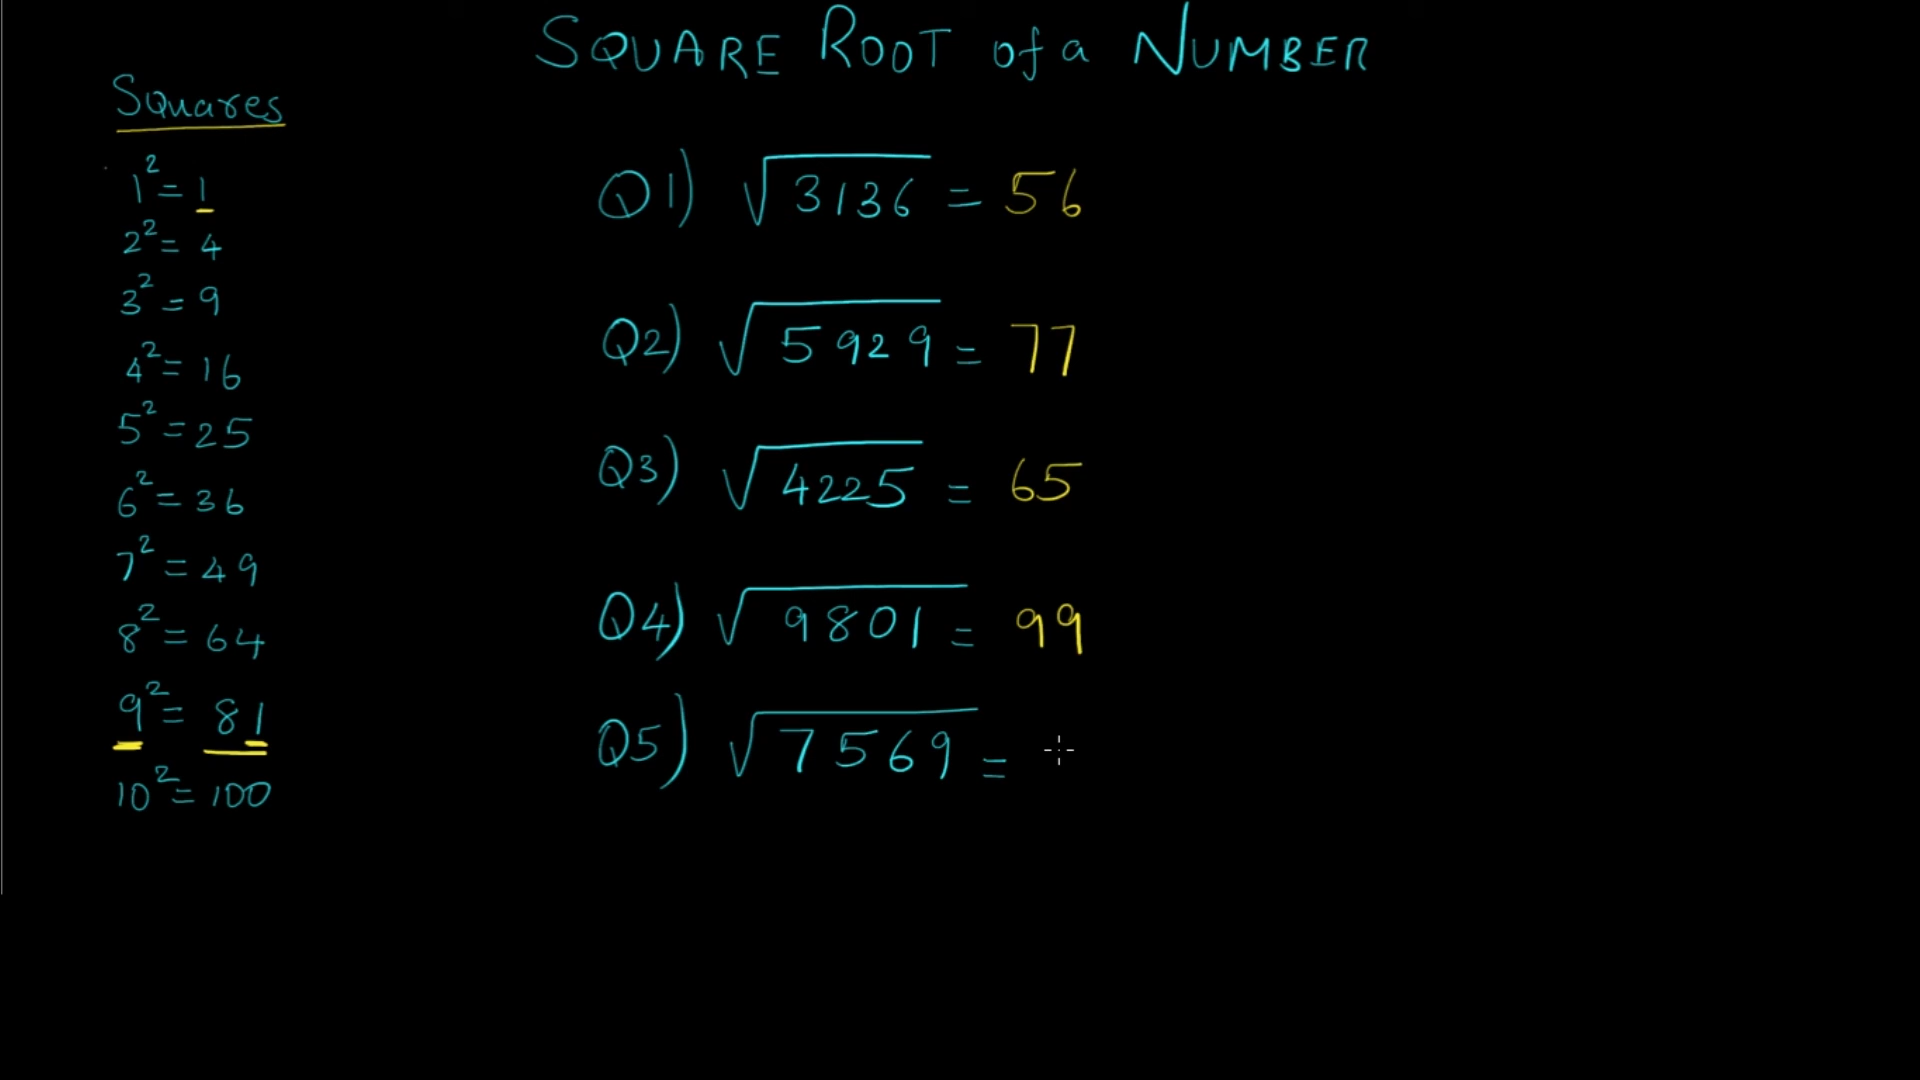 SQUARE ROOT of a NUMBER
Squares
1² = 1
2² = 4
3² = 9
4² = 16
5² = 25
6² = 36
7² = 49
8² = 64
9² = 81
10² = 100
Q1) √3136 = 56
Q2) √5929 = 77
Q3) √4225 = 65
Q4) √9801 = 99
Q5) √7569 =